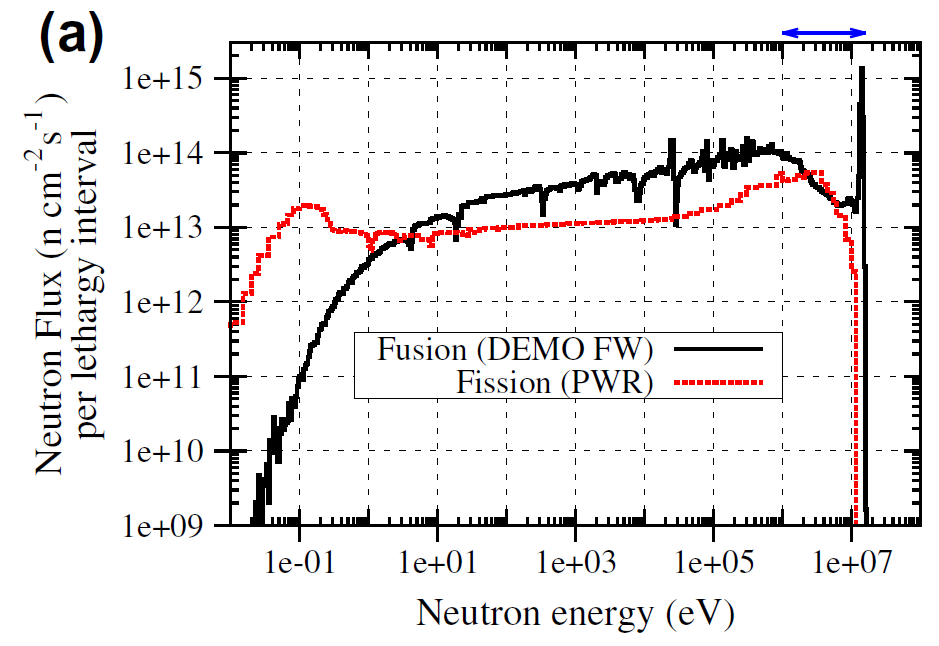 (a)
Neutron Flux (n cm⁻² s⁻¹)
per lethargy interval
1e+15
1e+14
1e+13
1e+12
1e+11
1e+10
1e+09
Fusion (DEMO FW)
Fission (PWR)
1e-01
1e+01
1e+03
1e+05
1e+07
Neutron energy (eV)